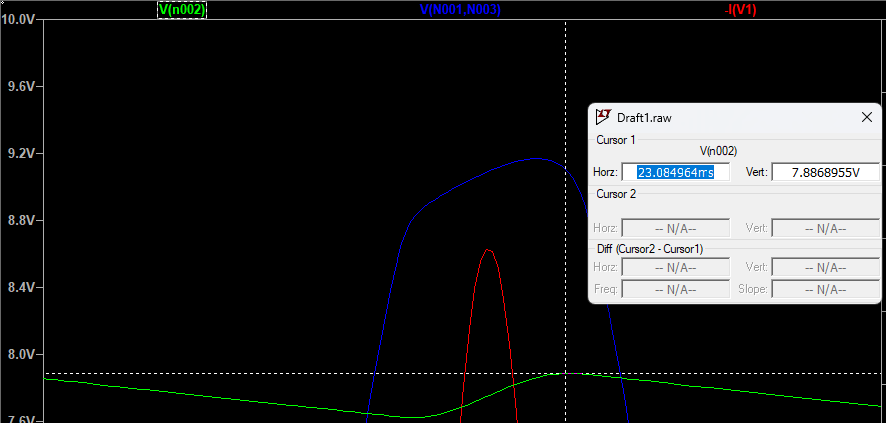 V(n002) V(N001,N003) -I(V1)
10.0V
9.6V
9.2V
8.8V
8.4V
8.0V
7.6V
Draft1.raw
Cursor 1
V(n002)
Horz: 23.084964ms Vert: 7.8868955V
Cursor 2
Horz: -- N/A-- Vert: -- N/A--
Diff (Cursor2 - Cursor1)
Horz: -- N/A-- Vert: -- N/A--
Freq: -- N/A-- Slope: -- N/A--